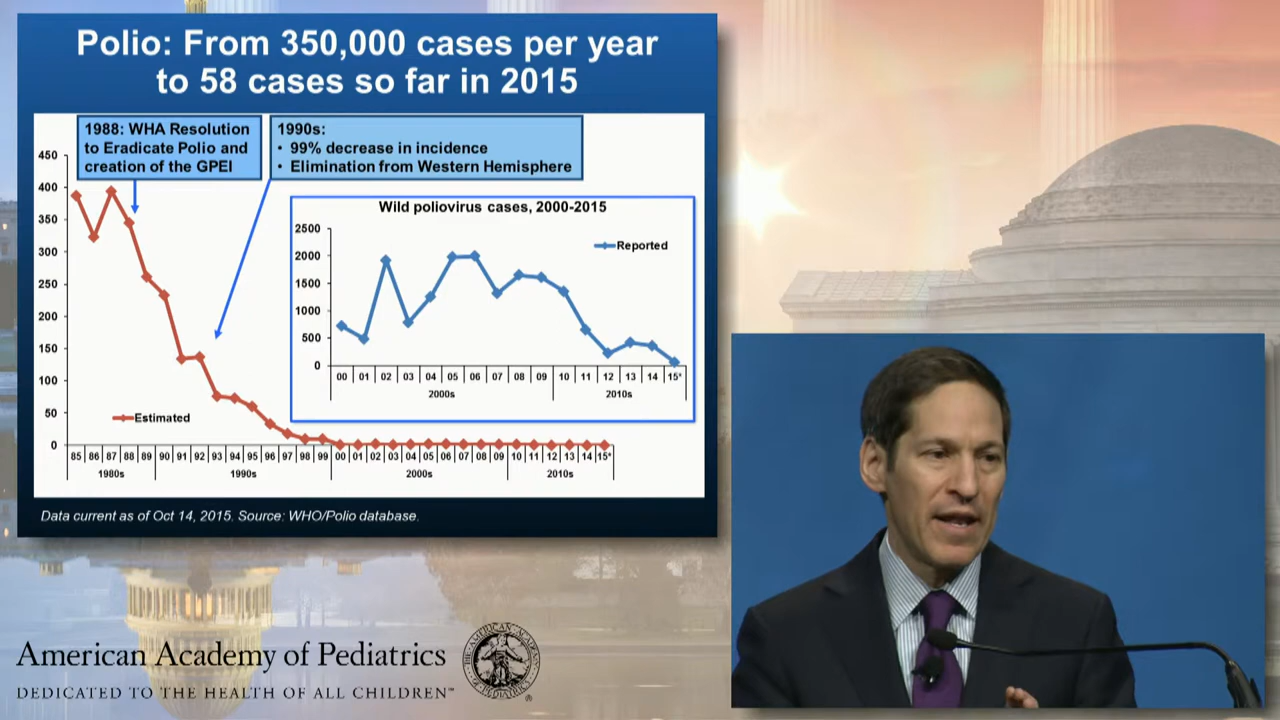 Polio: From 350,000 cases per year
to 58 cases so far in 2015
1988: WHA Resolution
to Eradicate Polio and
creation of the GPEI
1990s:
• 99% decrease in incidence
• Elimination from Western Hemisphere
450
400
350
300
250
200
150
100
50
0
Estimated
85 86 87 88 89 90 91 92 93 94 95 96 97 98 99 00 01 02 03 04 05 06 07 08 09 10 11 12 13 14 15*
1980s 1990s 2000s 2010s
Wild poliovirus cases, 2000-2015
2500
2000
1500
1000
500
0
Reported
00 01 02 03 04 05 06 07 08 09 10 11 12 13 14 15*
2000s 2010s
Data current as of Oct 14, 2015. Source: WHO/Polio database.
American Academy of Pediatrics
DEDICATED TO THE HEALTH OF ALL CHILDREN™
®